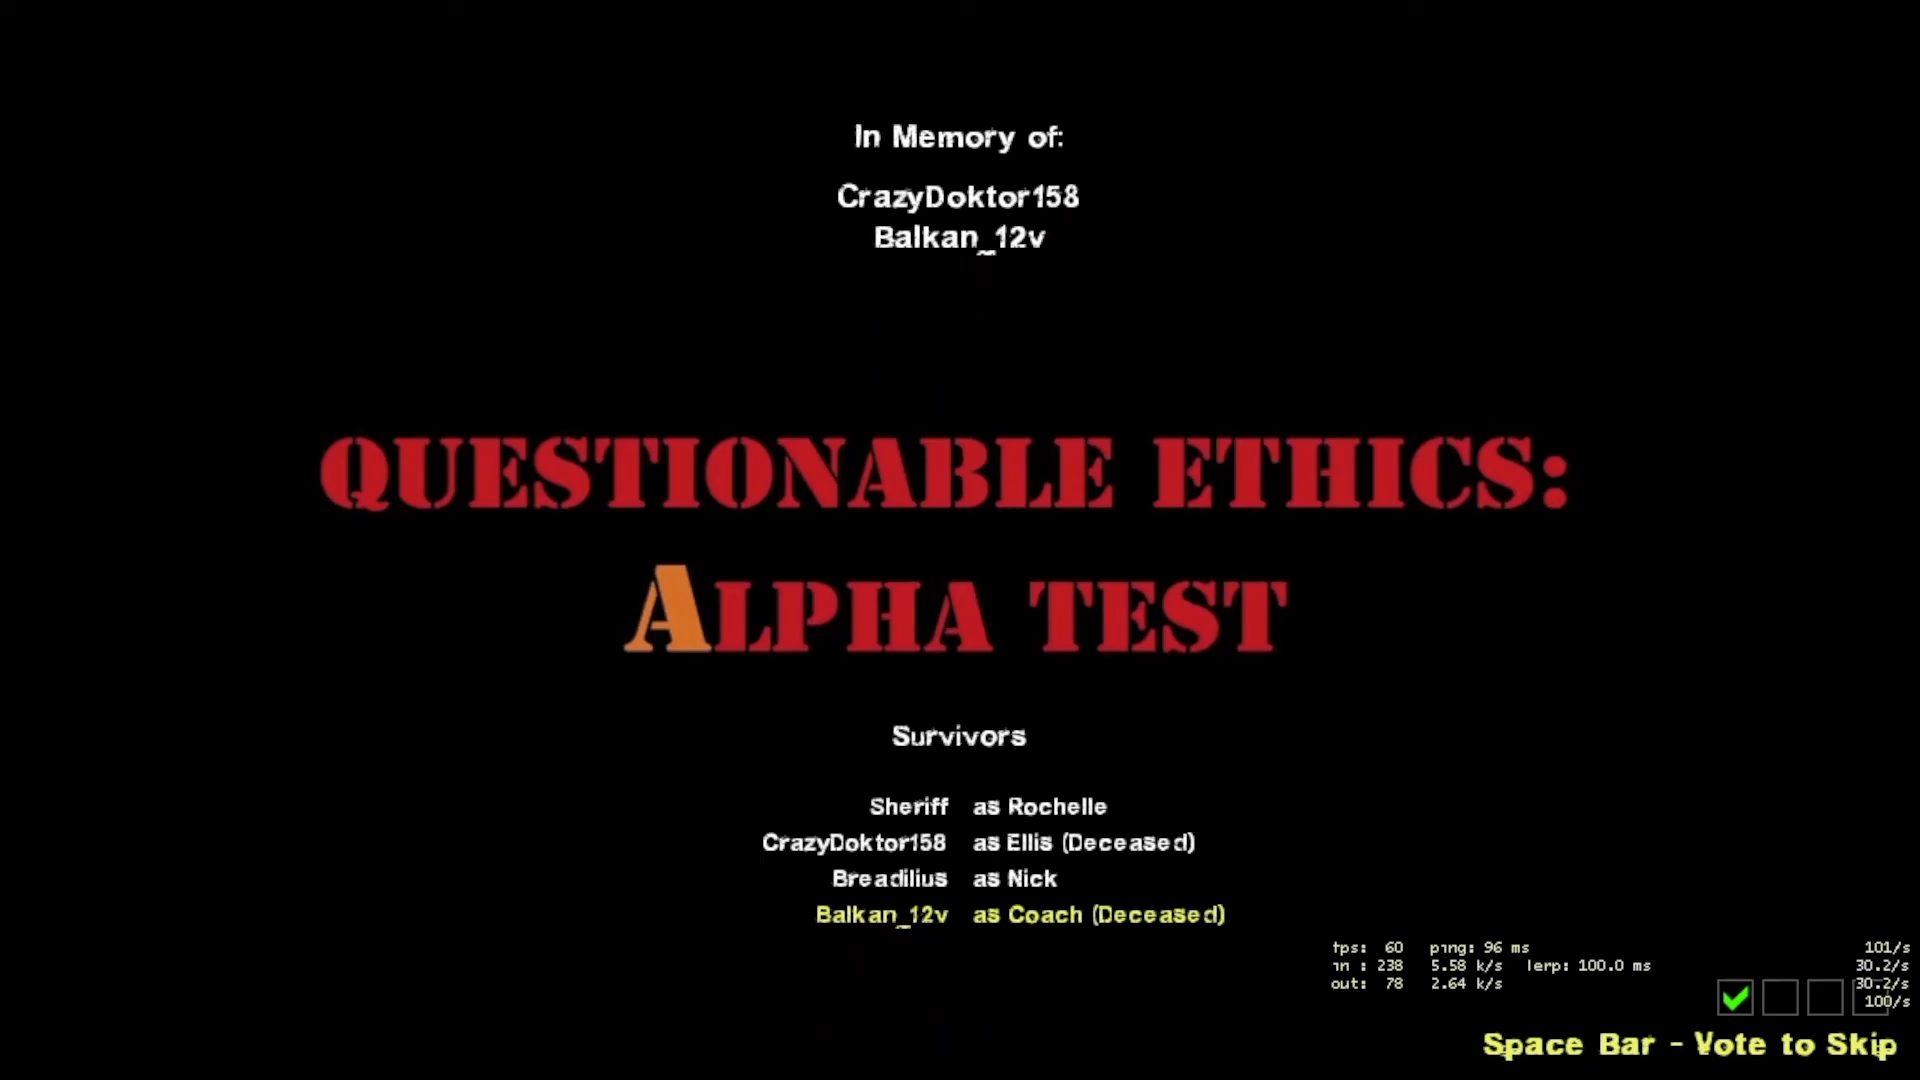 In Memory of:
CrazyDoktor158
Balkan_12v
QUESTIONABLE ETHICS:
ALPHA TEST
Survivors
Sheriff as Rochelle
CrazyDoktor158 as Ellis (Deceased)
Breadilius as Nick
Balkan_12v as Coach (Deceased)
fps: 60 ping: 96 ms 101/s
in : 238 5.58 k/s lerp: 100.0 ms 30.2/s
out: 78 2.64 k/s 30.2/s
100/s
Space Bar - Vote to Skip